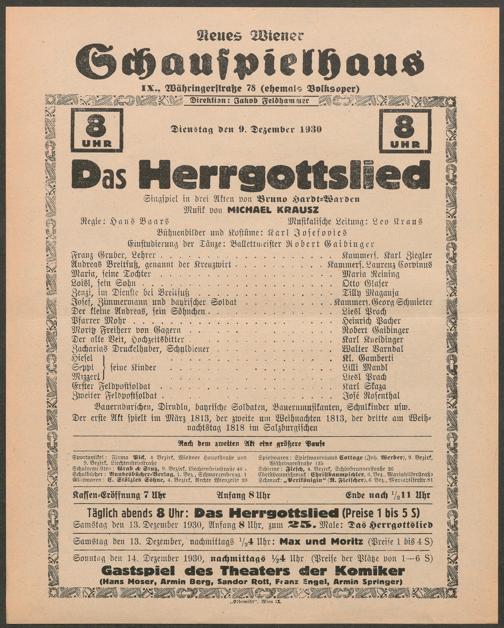 Neues Wiener
Schauspielhaus
IX., Währingerstraße 78 (ehemals Volksoper)
Direktion: Jakob Feldhammer
8 UHR
Dienstag den 9. Dezember 1930
8 UHR
Das Herrgottslied
Singspiel in drei Akten von Bruno Hardt-Warden
Musik von MICHAEL KRAUSZ
Regie: Hans Baars Musikalische Leitung: Leo Kraus
Bühnenbilder und Kostüme: Karl Josefovics
Einstudierung der Tänze: Ballettmeister Robert Gaibinger
Franz Gruber, Lehrer . . . Kammers. Karl Ziegler
Andreas Breitfuß, genannt der Kreuzwirt . . . Kammers. Laurenz Corvinus
Maria, seine Tochter . . . Maria Reining
Loisl, sein Sohn . . . Otto Glaser
Zenzi, im Dienste bei Breitfuß . . . Tilly Maganja
Josef, Zimmermann und bayrischer Soldat . . . Kammers. Georg Schmieter
Der kleine Andreas, sein Söhnchen . . . Liesl Prach
Pfarrer Mohr . . . Heinrich Pacher
Moritz Freiherr von Gagern . . . Robert Gaibinger
Der alte Veit, Hochzeitsbitter . . . Karl Kneibinger
Zacharias Druckelhuber, Schuldiener . . . Walter Varndal
Hiesel . . . Kl. Gamberti
Seppl } seine Kinder . . . Lilli Mandl
Mizzerl . . . Liesl Prach
Erster Feldpostsoldat . . . Karl Skaza
Zweiter Feldpostsoldat . . . José Rosenthal
Bauernburschen, Dirndln, bayrische Soldaten, Bauernmusikanten, Schulkinder usw.
Der erste Akt spielt im März 1813, der zweite um Weihnachten 1813, der dritte am Weih-
nachtstag 1818 im Salzburgischen
Nach dem zweiten Akt eine größere Pause
Kassen-Eröffnung 7 Uhr Anfang 8 Uhr Ende nach 1/2 11 Uhr
Täglich abends 8 Uhr: Das Herrgottslied (Preise 1 bis 5 S)
Samstag den 13. Dezember 1930, Anfang 8 Uhr, zum 25. Male: Das Herrgottslied
Samstag den 13. Dezember, nachmittags 1/4 4 Uhr: Max und Moritz (Preise 1 bis 4 S)
Sonntag den 14. Dezember 1930, nachmittags 1/2 4 Uhr (Preise der Plätze von 1–6 S)
Gastspiel des Theaters der Komiker
(Hans Moser, Armin Berg, Sandor Rott, Franz Engel, Armin Springer)